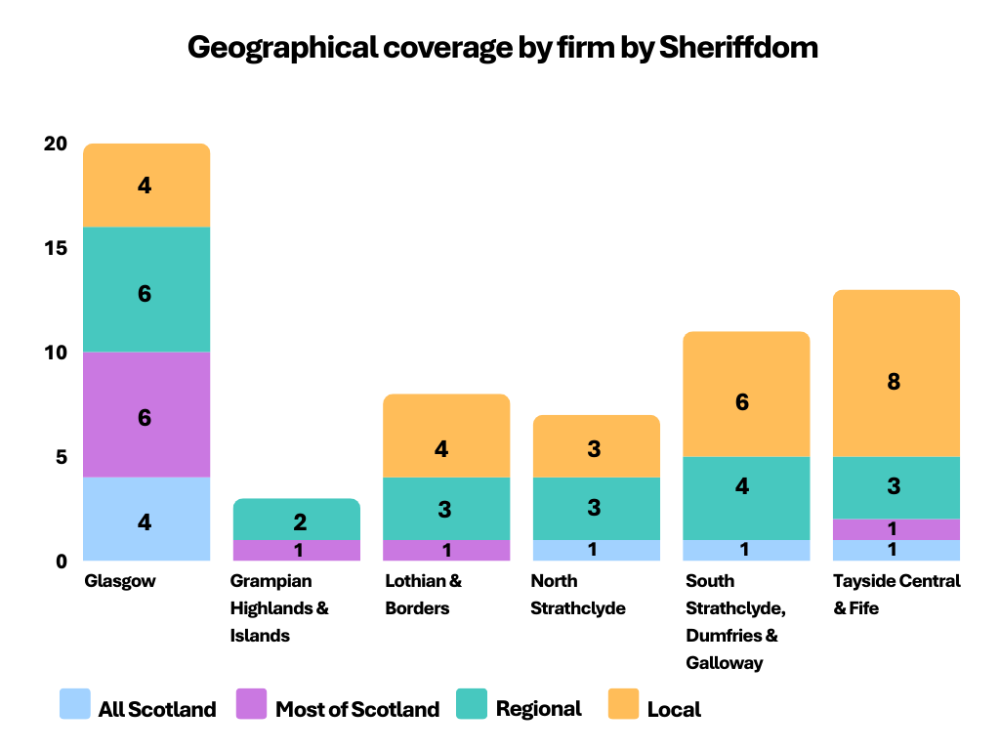 Geographical coverage by firm by Sheriffdom
20
15
10
5
0
4
6
6
4
2
1
4
3
1
3
3
1
6
4
1
8
3
1
1
Glasgow
Grampian
Highlands &
Islands
Lothian &
Borders
North
Strathclyde
South
Strathclyde,
Dumfries &
Galloway
Tayside Central
& Fife
All Scotland
Most of Scotland
Regional
Local